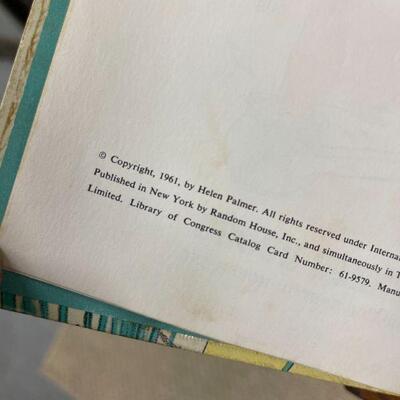 © Copyright, 1961, by Helen Palmer. All rights reserved under
Published in New York by Random House, Inc., and simultaneously in
Limited. Library of Congress Catalog Card Number: 61-9579.